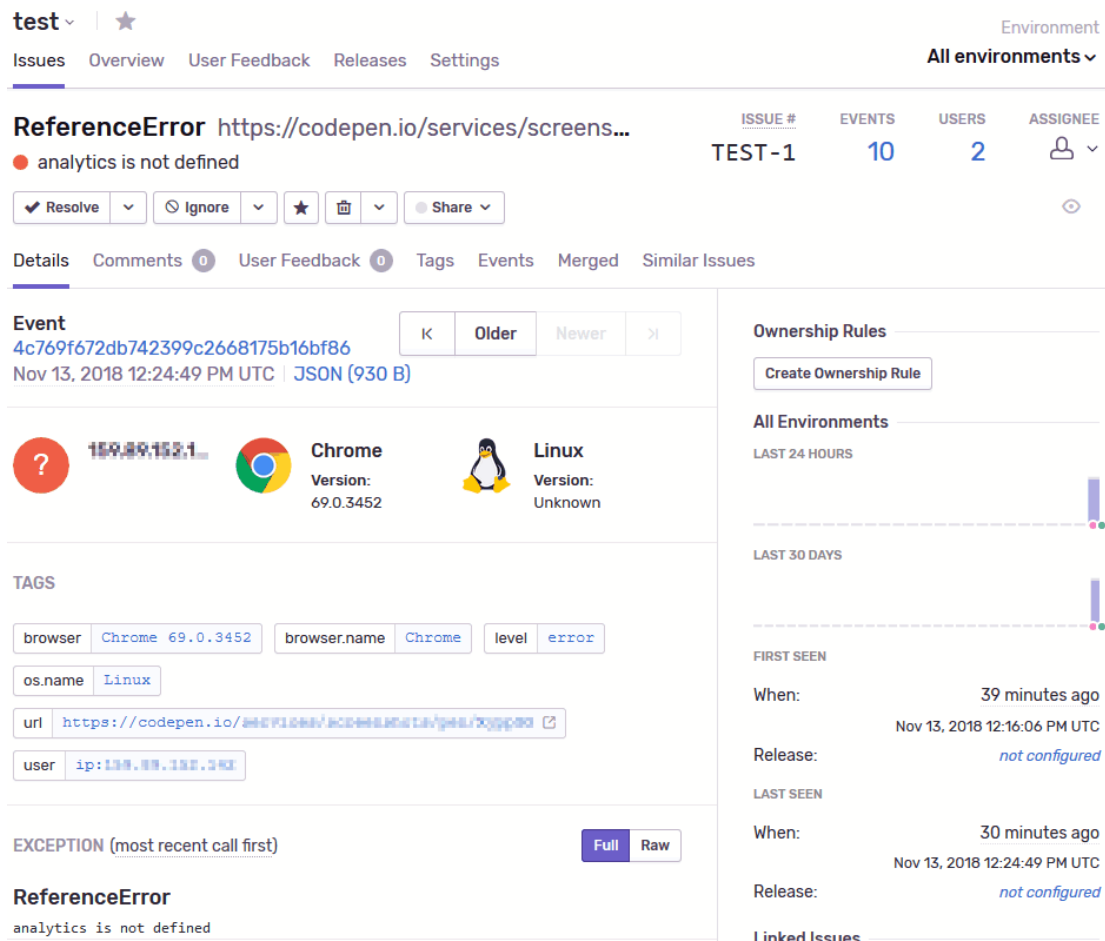 test
Environment
Issues Overview User Feedback Releases Settings
All environments
ReferenceError https://codepen.io/services/screens...
ISSUE # EVENTS USERS ASSIGNEE
analytics is not defined
TEST-1 10 2
Resolve Ignore Share
Details Comments 0 User Feedback 0 Tags Events Merged Similar Issues
Event
4c769f672db742399c2668175b16bf86
Nov 13, 2018 12:24:49 PM UTC JSON (930 B)
Older Newer
? Chrome
Version:
69.0.3452
Linux
Version:
Unknown
TAGS
browser Chrome 69.0.3452 browser.name Chrome level error
os.name Linux
url https://codepen.io/
user ip:
EXCEPTION (most recent call first)
Full Raw
ReferenceError
analytics is not defined
Ownership Rules
Create Ownership Rule
All Environments
LAST 24 HOURS
LAST 30 DAYS
FIRST SEEN
When: 39 minutes ago
Nov 13, 2018 12:16:06 PM UTC
Release: not configured
LAST SEEN
When: 30 minutes ago
Nov 13, 2018 12:24:49 PM UTC
Release: not configured
Linked Issues